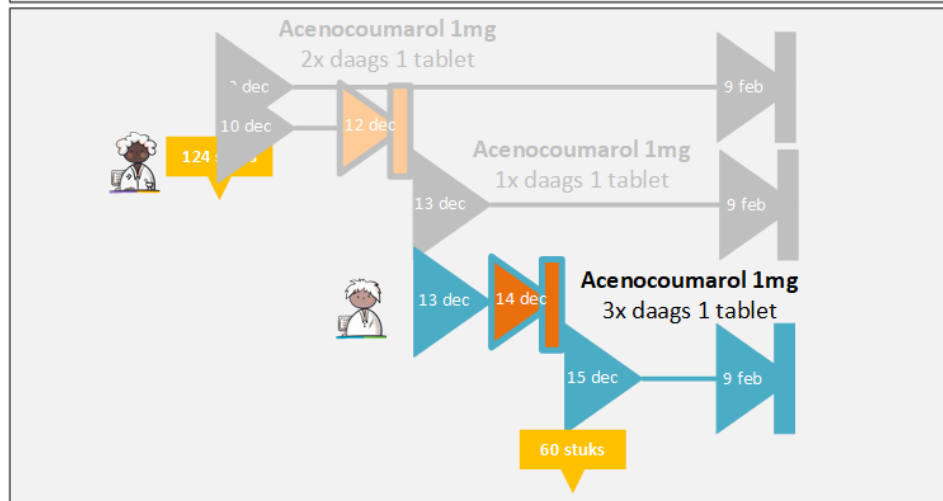 Acenocoumarol 1mg
2x daags 1 tablet
dec
9 feb
10 dec
12 dec
124
Acenocoumarol 1mg
1x daags 1 tablet
13 dec
9 feb
13 dec
14 dec
Acenocoumarol 1mg
3x daags 1 tablet
15 dec
9 feb
60 stuks